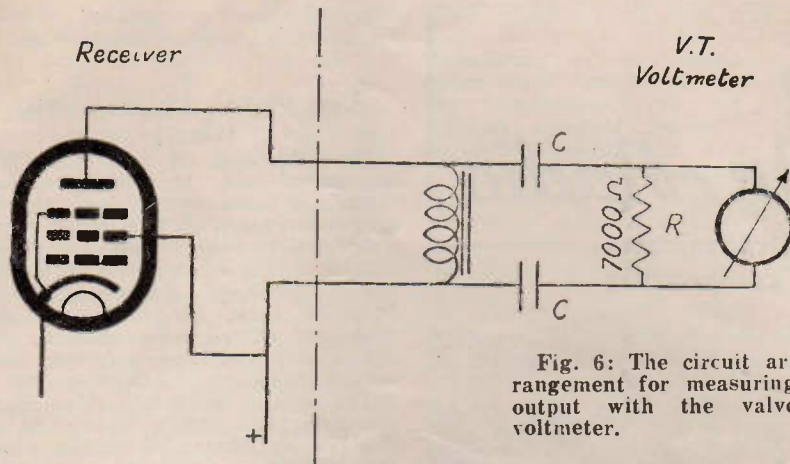 Receiver
V.T.
Voltmeter
C
7000 Ω
R
C
+
Fig. 6: The circuit ar-
rangement for measuring
output with the valve
voltmeter.